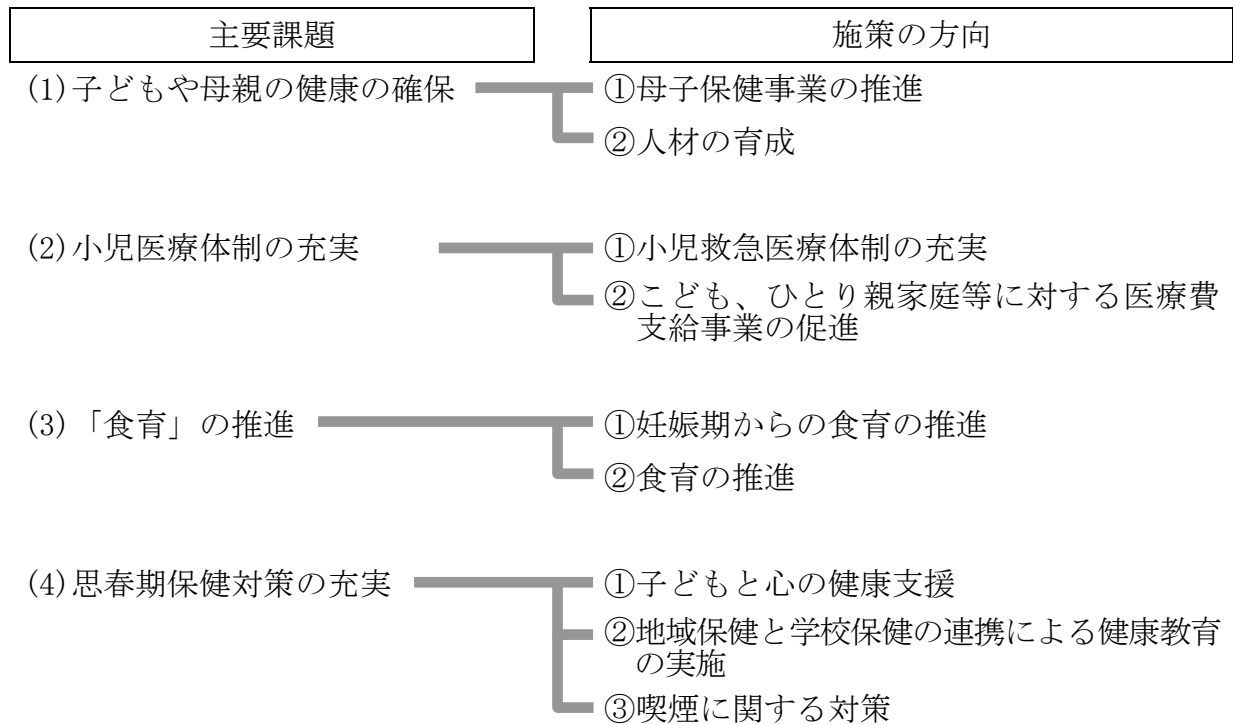 主要課題
施策の方向
(1)子どもや母親の健康の確保
①母子保健事業の推進
②人材の育成
(2)小児医療体制の充実
①小児救急医療体制の充実
②こども、ひとり親家庭等に対する医療費
支給事業の促進
(3)「食育」の推進
①妊娠期からの食育の推進
②食育の推進
(4)思春期保健対策の充実
①子どもと心の健康支援
②地域保健と学校保健の連携による健康教育
の実施
③喫煙に関する対策